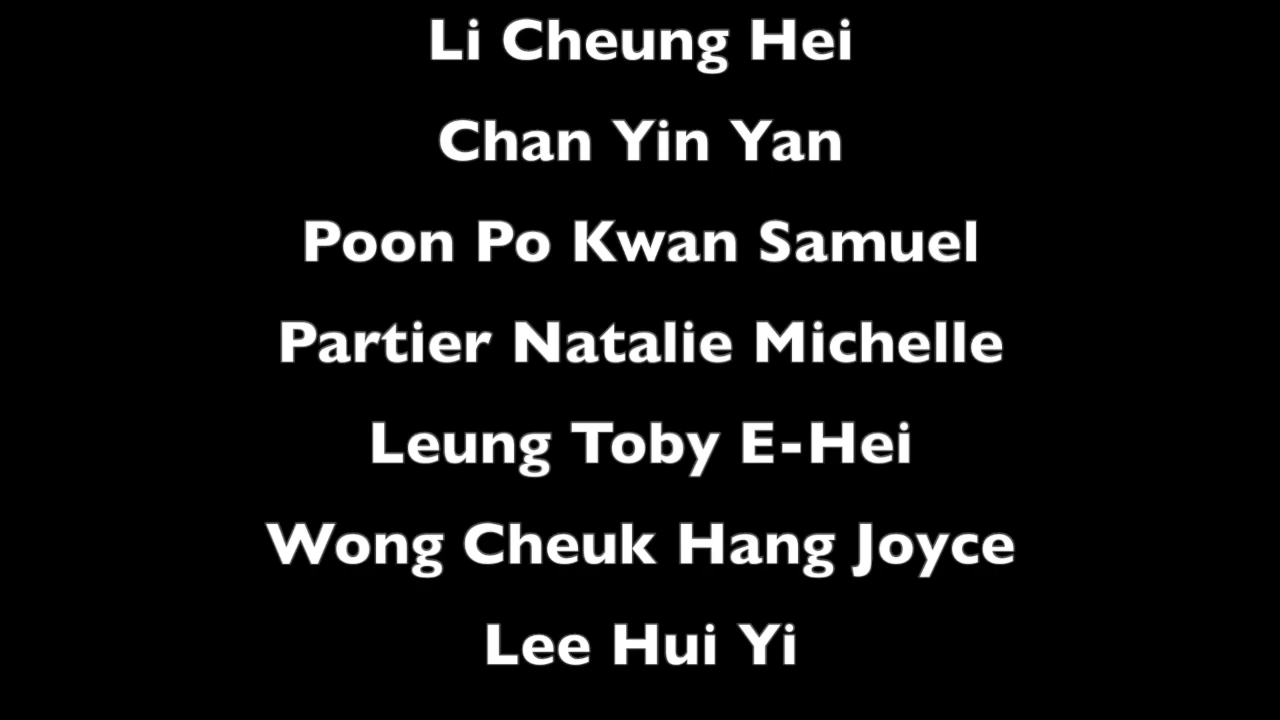 Li Cheung Hei
Chan Yin Yan
Poon Po Kwan Samuel
Partier Natalie Michelle
Leung Toby E-Hei
Wong Cheuk Hang Joyce
Lee Hui Yi